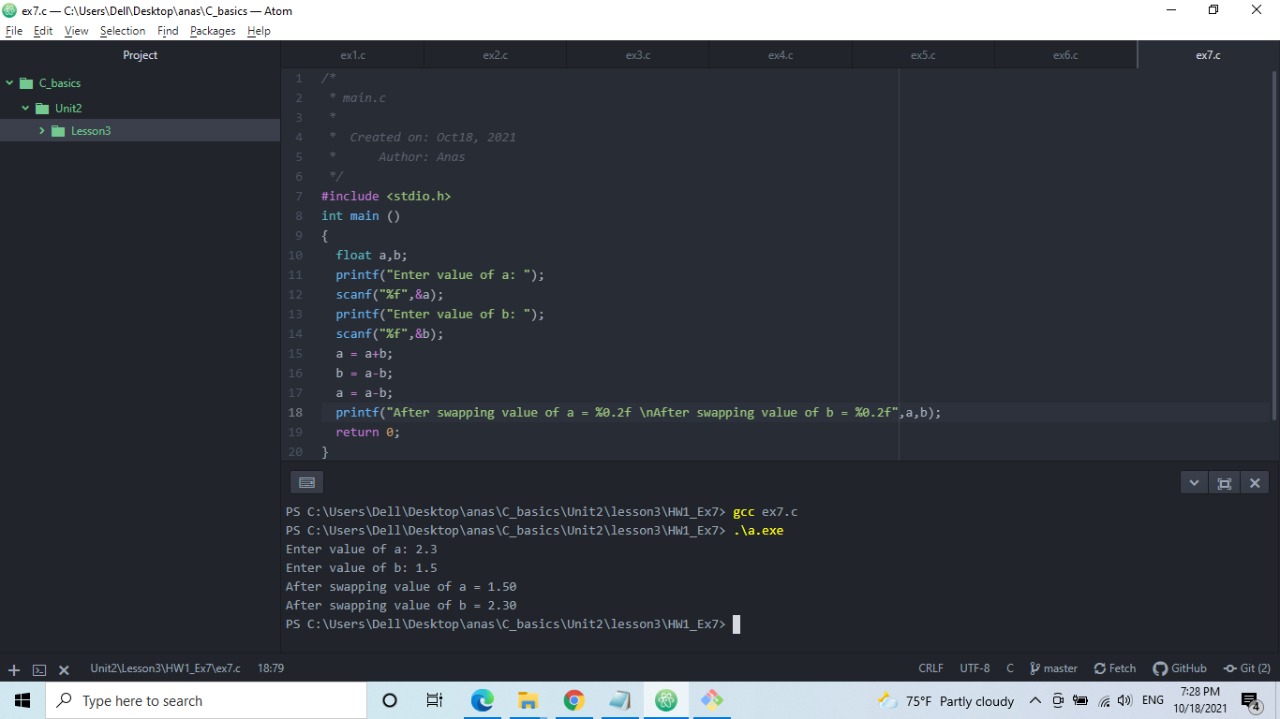 ex7.c — C:\Users\Dell\Desktop\anas\C_basics — Atom
File Edit View Selection Find Packages Help
Project
ex1.c ex2.c ex3.c ex4.c ex5.c ex6.c ex7.c
C_basics
Unit2
Lesson3
1 /*
2 * main.c
3 *
4 * Created on: Oct18, 2021
5 * Author: Anas
6 */
7 #include <stdio.h>
8 int main ()
9 {
10 float a,b;
11 printf("Enter value of a: ");
12 scanf("%f",&a);
13 printf("Enter value of b: ");
14 scanf("%f",&b);
15 a = a+b;
16 b = a-b;
17 a = a-b;
18 printf("After swapping value of a = %0.2f \nAfter swapping value of b = %0.2f",a,b);
19 return 0;
20 }
PS C:\Users\Dell\Desktop\anas\C_basics\Unit2\lesson3\HW1_Ex7> gcc ex7.c
PS C:\Users\Dell\Desktop\anas\C_basics\Unit2\lesson3\HW1_Ex7> .\a.exe
Enter value of a: 2.3
Enter value of b: 1.5
After swapping value of a = 1.50
After swapping value of b = 2.30
PS C:\Users\Dell\Desktop\anas\C_basics\Unit2\lesson3\HW1_Ex7>
Unit2\Lesson3\HW1_Ex7\ex7.c 18:79 CRLF UTF-8 C master Fetch GitHub Git (2)
Type here to search 75°F Partly cloudy ENG 7:28 PM
10/18/2021 4